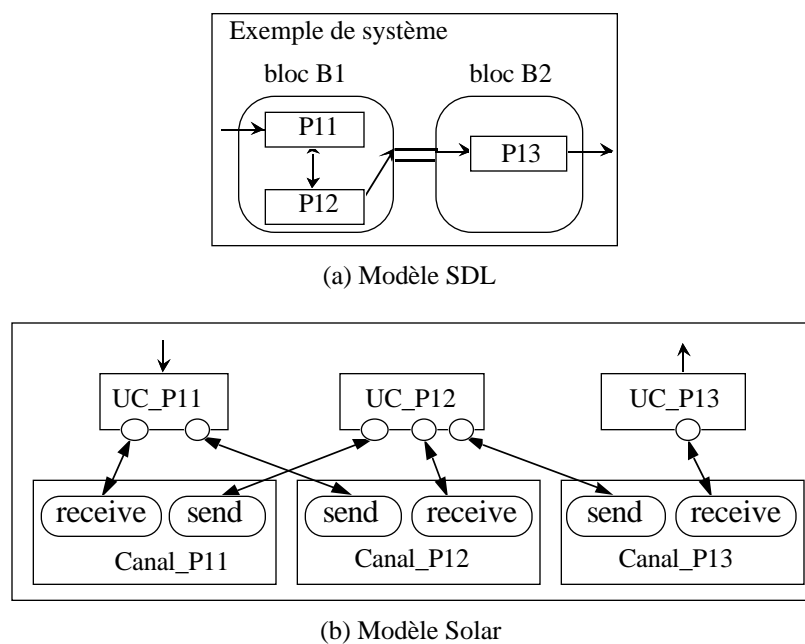 Exemple de système
bloc B1
bloc B2
P11
P13
P12
(a) Modèle SDL
UC_P11
UC_P12
UC_P13
receive
send
send
receive
send
receive
Canal_P11
Canal_P12
Canal_P13
(b) Modèle Solar